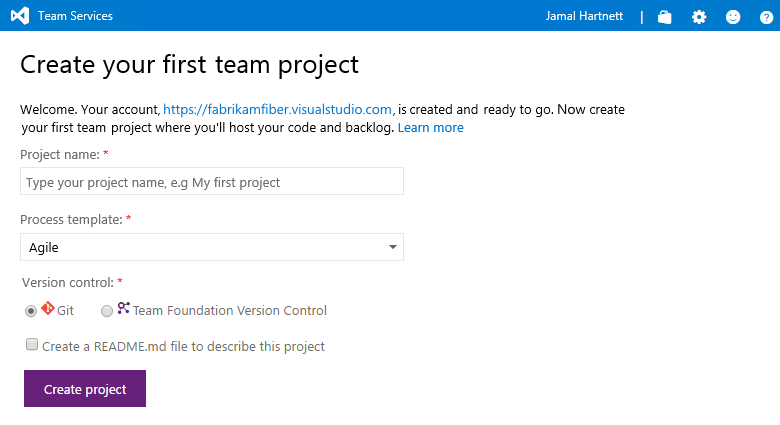 Team Services
Jamal Hartnett
Create your first team project
Welcome. Your account, https://fabrikamfiber.visualstudio.com, is created and ready to go. Now create
your first team project where you'll host your code and backlog. Learn more
Project name: *
Type your project name, e.g My first project
Process template: *
Agile
Version control: *
Git Team Foundation Version Control
Create a README.md file to describe this project
Create project